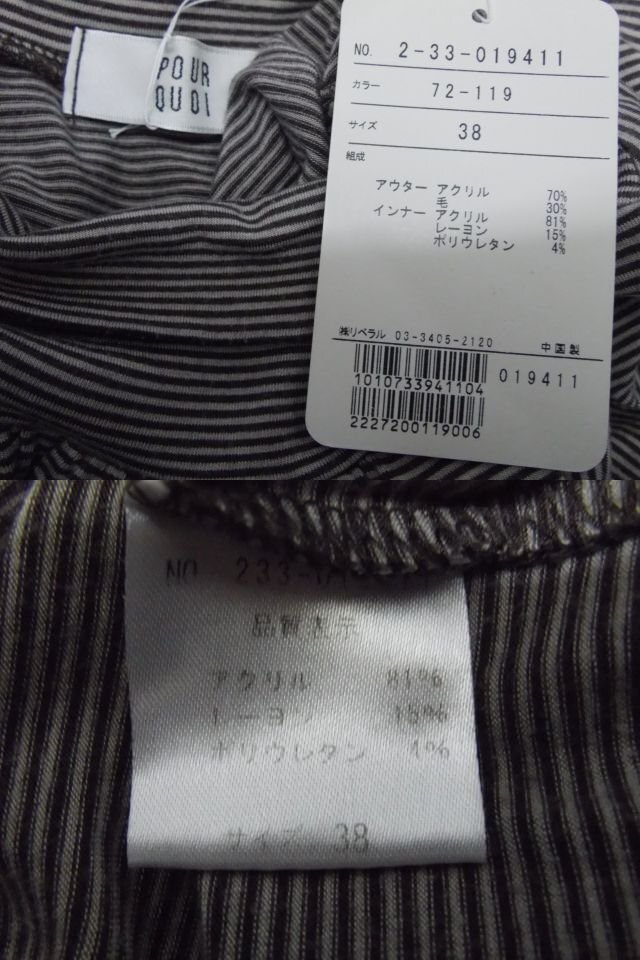 POUR
QUOI
NO. 2-33-019411
カラー 72-119
サイズ 38
組成
アウター アクリル 70%
毛 30%
インナー アクリル 81%
レーヨン 15%
ポリウレタン 4%
㈱リベラル 03-3405-2120 中国製
1010733941104 019411
2227200119006
NO. 233-
品質表示
アクリル 81%
レーヨン 15%
ポリウレタン 4%
サイズ 38